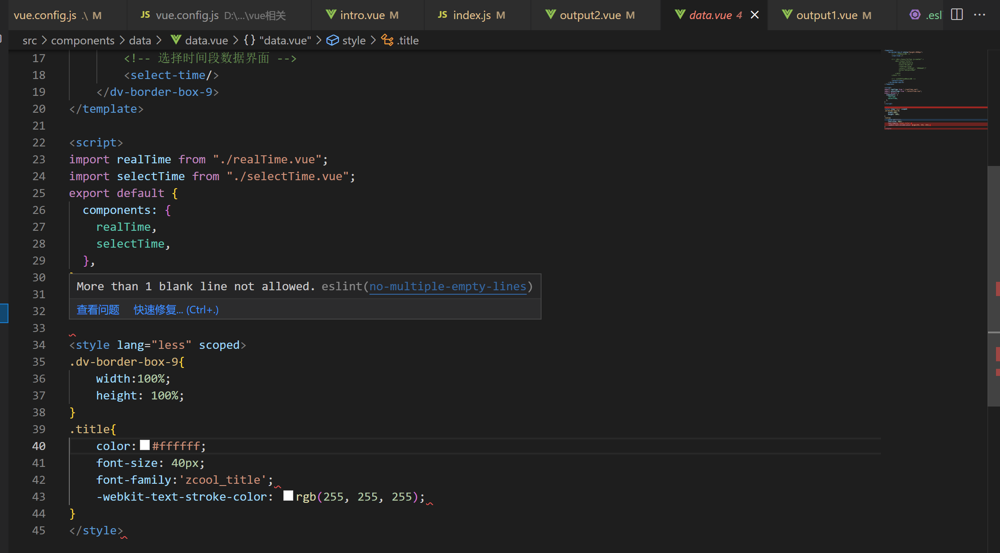 vue.config.js .\ M JS vue.config.js D:\...\vue相关 intro.vue M JS index.js M output2.vue M data.vue 4 output1.vue M .esl
src > components > data > data.vue > {} "data.vue" > style > .title
17 <!-- 选择时间段数据界面 -->
18 <select-time/>
19 </dv-border-box-9>
20 </template>
21
22 <script>
23 import realTime from "./realTime.vue";
24 import selectTime from "./selectTime.vue";
25 export default {
26 components: {
27 realTime,
28 selectTime,
29 },
30
More than 1 blank line not allowed. eslint(no-multiple-empty-lines)
31
32
查看问题 快速修复... (Ctrl+.)
33
34 <style lang="less" scoped>
35 .dv-border-box-9{
36 width:100%;
37 height: 100%;
38 }
39 .title{
40 color:#ffffff;
41 font-size: 40px;
42 font-family:'zcool_title';
43 -webkit-text-stroke-color: rgb(255, 255, 255);
44 }
45 </style>